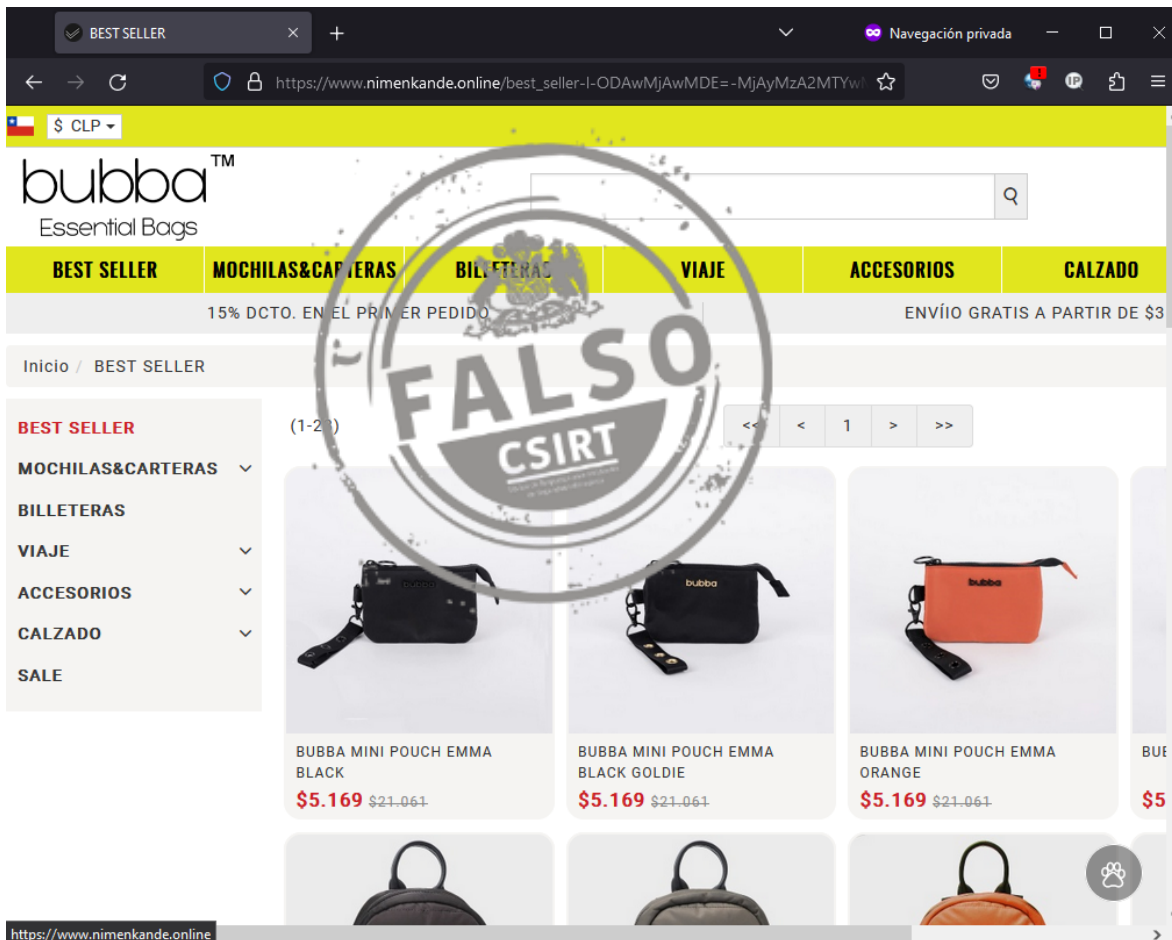 BEST SELLER
Navegación privada
https://www.nimenkande.online/best_seller-l-ODAwMjAwMDE=-MjAyMzA2MTYwN
$ CLP
bubba™
Essential Bags
BEST SELLER MOCHILAS&CARTERAS BILLETERAS VIAJE ACCESORIOS CALZADO
15% DCTO. EN EL PRIMER PEDIDO ENVÍIO GRATIS A PARTIR DE $3
Inicio / BEST SELLER
FALSO
CSIRT
BEST SELLER
MOCHILAS&CARTERAS
BILLETERAS
VIAJE
ACCESORIOS
CALZADO
SALE
<< < 1 > >>
bubba
bubba
bubba
BUBBA MINI POUCH EMMA
BLACK
$5.169 $21.061
BUBBA MINI POUCH EMMA
BLACK GOLDIE
$5.169 $21.061
BUBBA MINI POUCH EMMA
ORANGE
$5.169 $21.061
$5
https://www.nimenkande.online